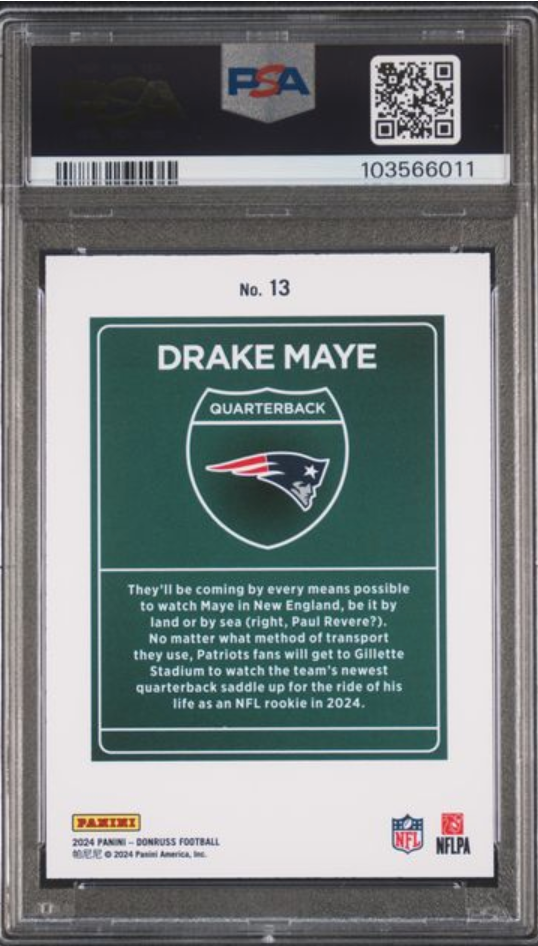 PSA
103566011
No. 13
DRAKE MAYE
QUARTERBACK
They'll be coming by every means possible
to watch Maye in New England, be it by
land or by sea (right, Paul Revere?).
No matter what method of transport
they use, Patriots fans will get to Gillette
Stadium to watch the team's newest
quarterback saddle up for the ride of his
life as an NFL rookie in 2024.
PANINI
2024 PANINI – DONRUSS FOOTBALL
帕尼尼 © 2024 Panini America, Inc.
NFL
NFLPA